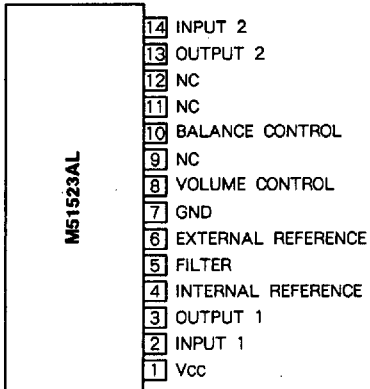 M51523AL
14 INPUT 2
13 OUTPUT 2
12 NC
11 NC
10 BALANCE CONTROL
9 NC
8 VOLUME CONTROL
7 GND
6 EXTERNAL REFERENCE
5 FILTER
4 INTERNAL REFERENCE
3 OUTPUT 1
2 INPUT 1
1 Vcc